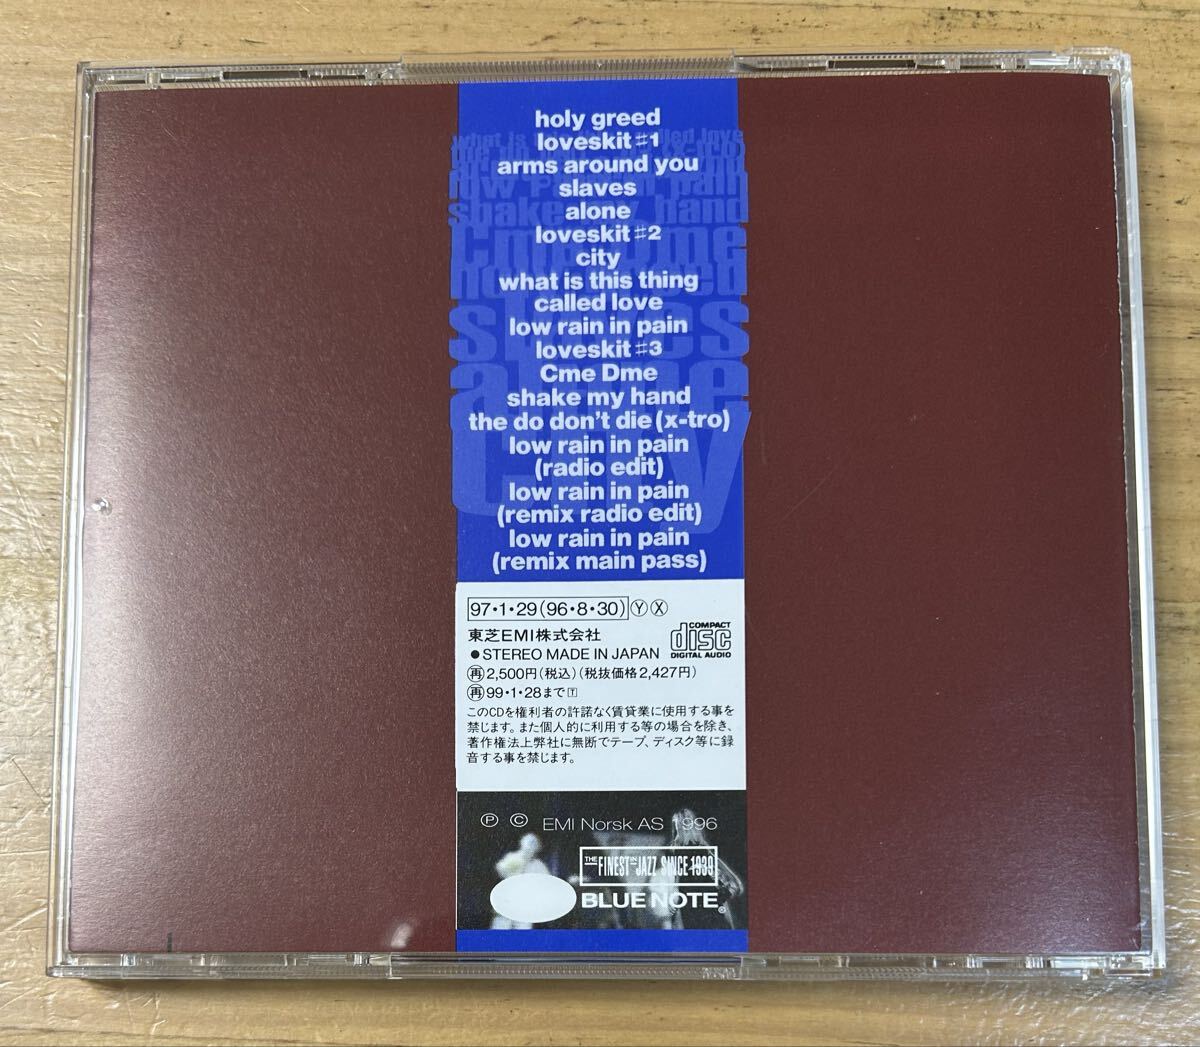 holy greed
loveskit #1
arms around you
slaves
alone
loveskit #2
city
what is this thing
called love
low rain in pain
loveskit #3
Cme Dme
shake my hand
the do don't die (x-tro)
low rain in pain
(radio edit)
low rain in pain
(remix radio edit)
low rain in pain
(remix main pass)
97・1・29(96・8・30) Ⓨ Ⓧ
東芝EMI株式会社
● STEREO MADE IN JAPAN
COMPACT
disc
DIGITAL AUDIO
㊢2,500円(税込)(税抜価格2,427円)
㊢99・1・28まで🅃
このCDを権利者の許諾なく賃貸業に使用する事を
禁じます。また個人的に利用する等の場合を除き、
著作権法上弊社に無断でテープ、ディスク等に録
音する事を禁じます。
Ⓟ © EMI Norsk AS 1996
THE FINEST IN JAZZ SINCE 1939
BLUE NOTE®